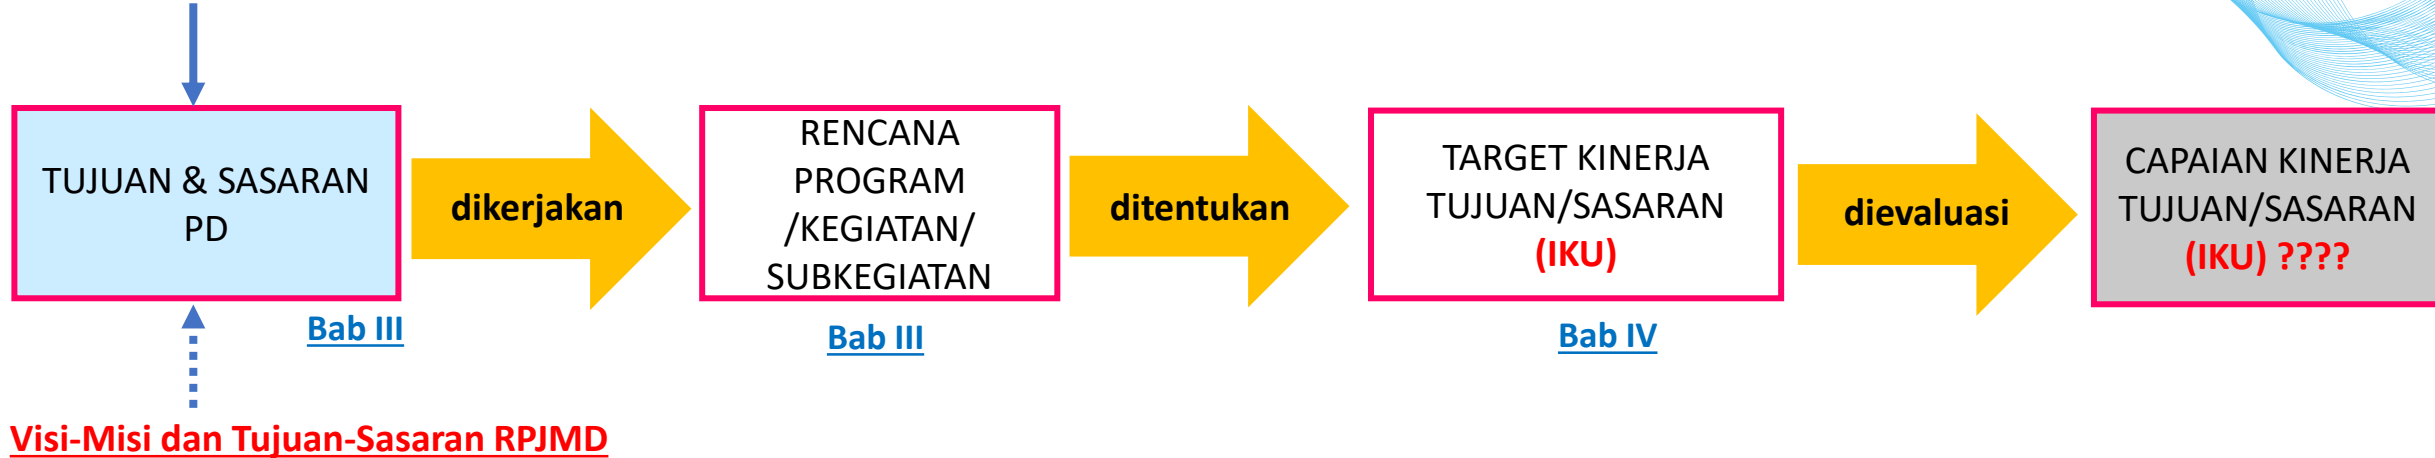 TUJUAN & SASARAN
PD
Bab III
dikerjakan
RENCANA
PROGRAM
/KEGIATAN/
SUBKEGIATAN
Bab III
ditentukan
TARGET KINERJA
TUJUAN/SASARAN
(IKU)
Bab IV
dievaluasi
CAPAIAN KINERJA
TUJUAN/SASARAN
(IKU) ????
Visi-Misi dan Tujuan-Sasaran RPJMD